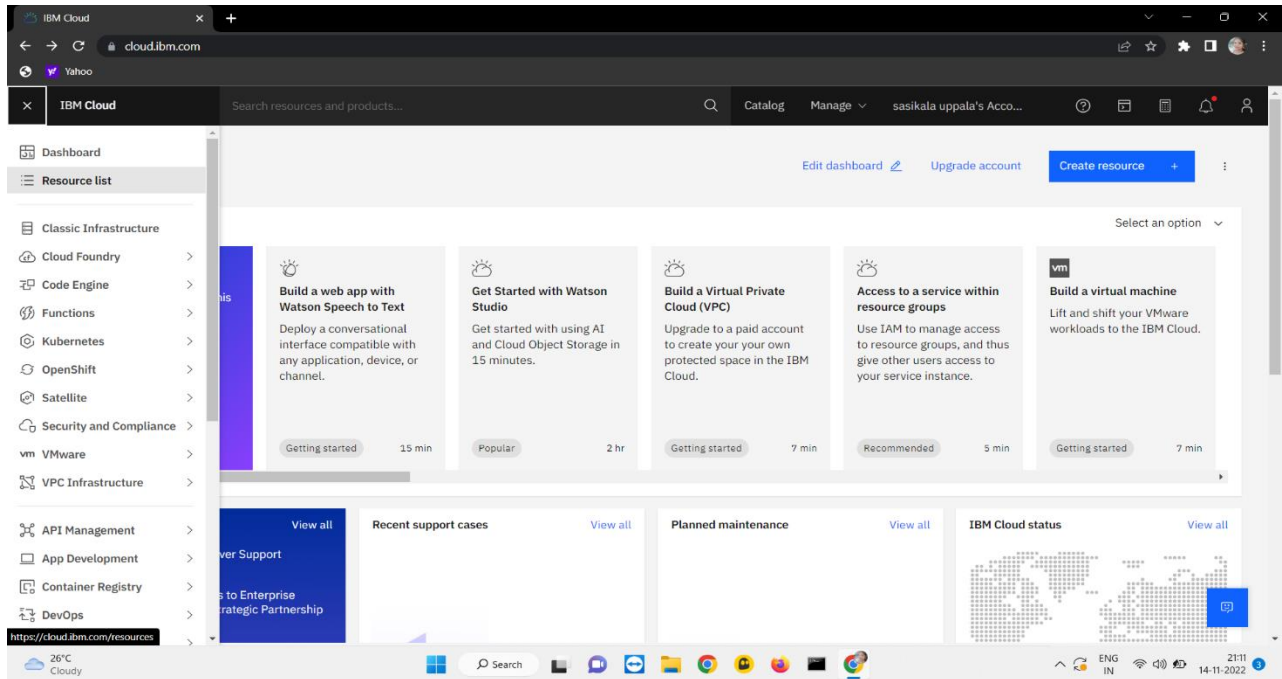 IBM Cloud
cloud.ibm.com
Yahoo
IBM Cloud
Search resources and products...
Catalog
Manage
sasikala uppala's Acco...
Dashboard
Resource list
Classic Infrastructure
Cloud Foundry
Code Engine
Functions
Kubernetes
OpenShift
Satellite
Security and Compliance
vm VMware
VPC Infrastructure
API Management
App Development
Container Registry
DevOps
https://cloud.ibm.com/resources
Edit dashboard
Upgrade account
Create resource +
Select an option
his
Build a web app with
Watson Speech to Text
Deploy a conversational
interface compatible with
any application, device, or
channel.
Getting started 15 min
Get Started with Watson
Studio
Get started with using AI
and Cloud Object Storage in
15 minutes.
Popular 2 hr
Build a Virtual Private
Cloud (VPC)
Upgrade to a paid account
to create your your own
protected space in the IBM
Cloud.
Getting started 7 min
Access to a service within
resource groups
Use IAM to manage access
to resource groups, and thus
give other users access to
your service instance.
Recommended 5 min
vm
Build a virtual machine
Lift and shift your VMware
workloads to the IBM Cloud.
Getting started 7 min
View all
ver Support
s to Enterprise
trategic Partnership
Recent support cases View all
Planned maintenance View all
IBM Cloud status View all
26°C
Cloudy
Search
ENG
IN
21:11
14-11-2022
3